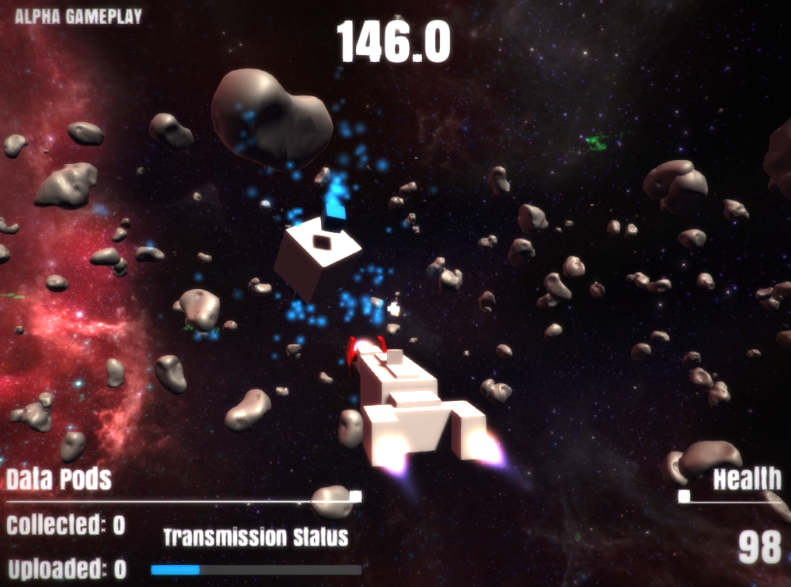 ALPHA GAMEPLAY
146.0
Data Pods
Collected: 0
Transmission Status
Uploaded: 0
Health
98